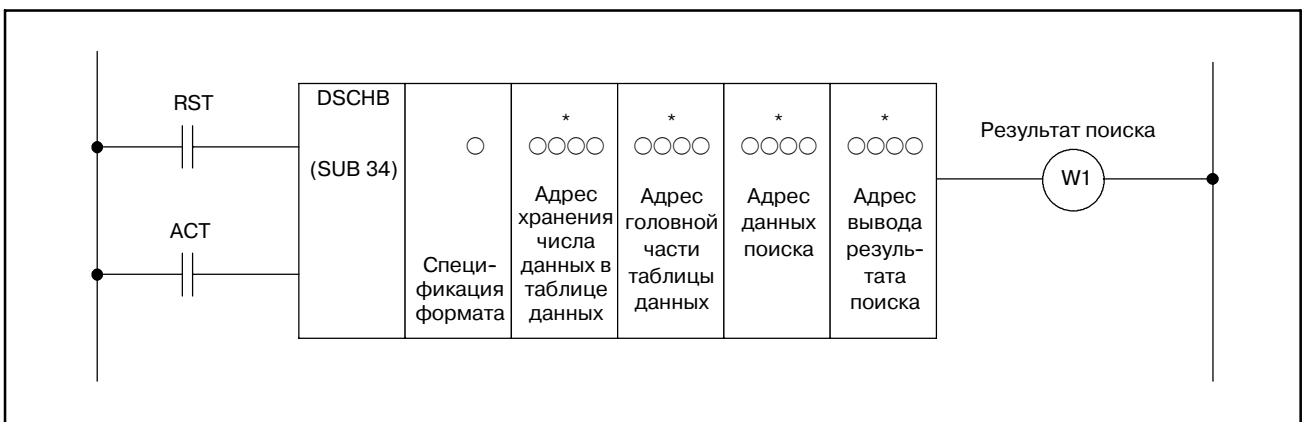 RST
ACT
DSCHB
(SUB 34)
○
Специ-
фикация
формата
*
○○○○
Адрес
хранения
числа
данных в
таблице
данных
*
○○○○
Адрес
головной
части
таблицы
данных
*
○○○○
Адрес
данных
поиска
*
○○○○
Адрес
вывода
резуль-
тата
поиска
Результат поиска
W1